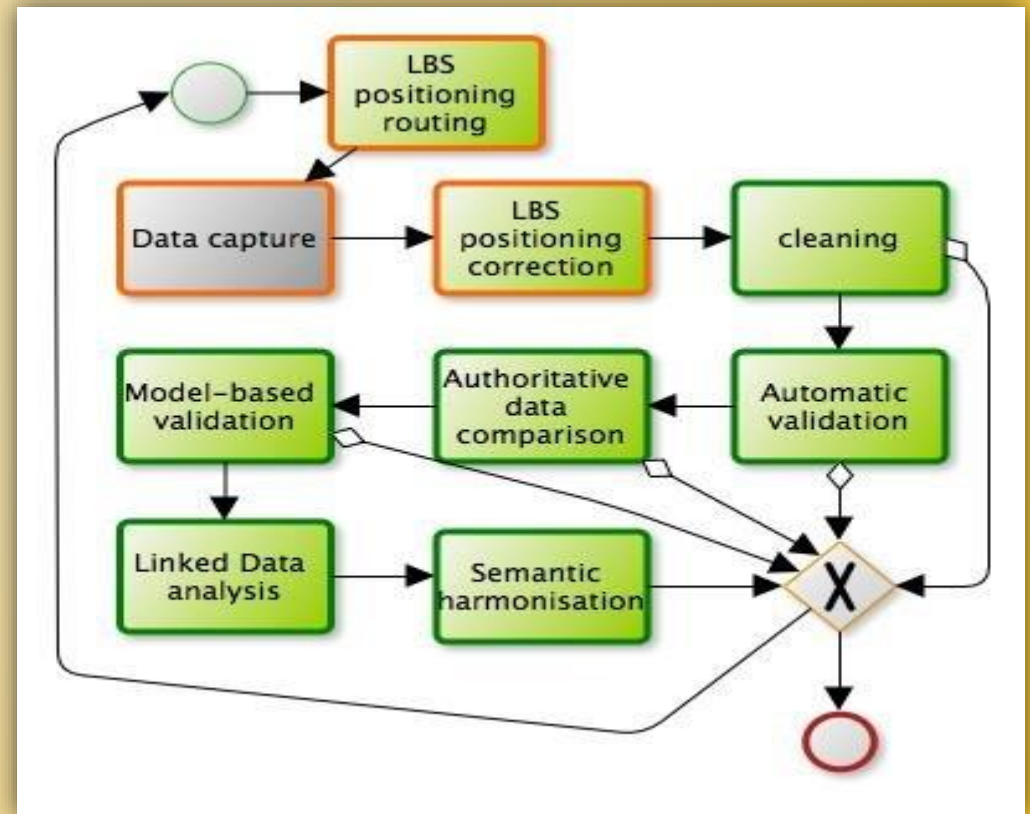 LBS
positioning
routing
Data capture
LBS
positioning
correction
cleaning
Model-based
validation
Authoritative
data
comparison
Automatic
validation
Linked Data
analysis
Semantic
harmonisation
X